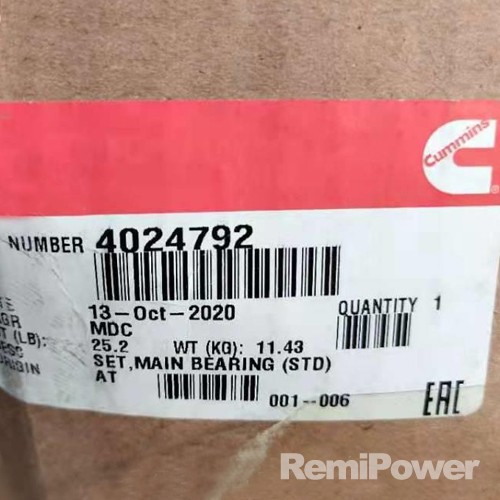 Cummins
NUMBER 4024792
13-Oct-2020
QUANTITY 1
MDC
T (LB): 25.2 WT (KG): 11.43
SET,MAIN BEARING (STD)
AT
001--006
EAC
RemiPower